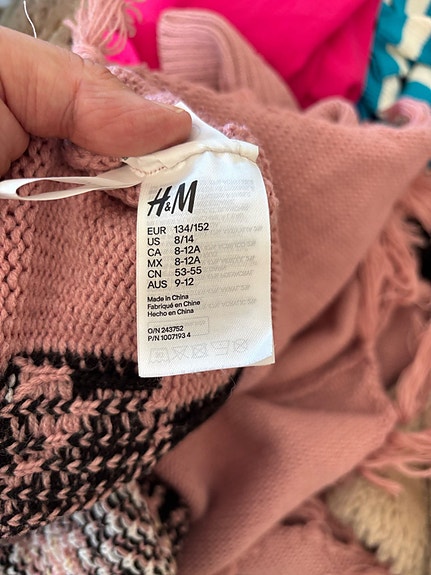 H&M
EUR 134/152
US 8/14
CA 8-12A
MX 8-12A
CN 53-55
AUS 9-12
Made in China
Fabriqué en Chine
Hecho en China
O/N 243752
P/N 1007193 4